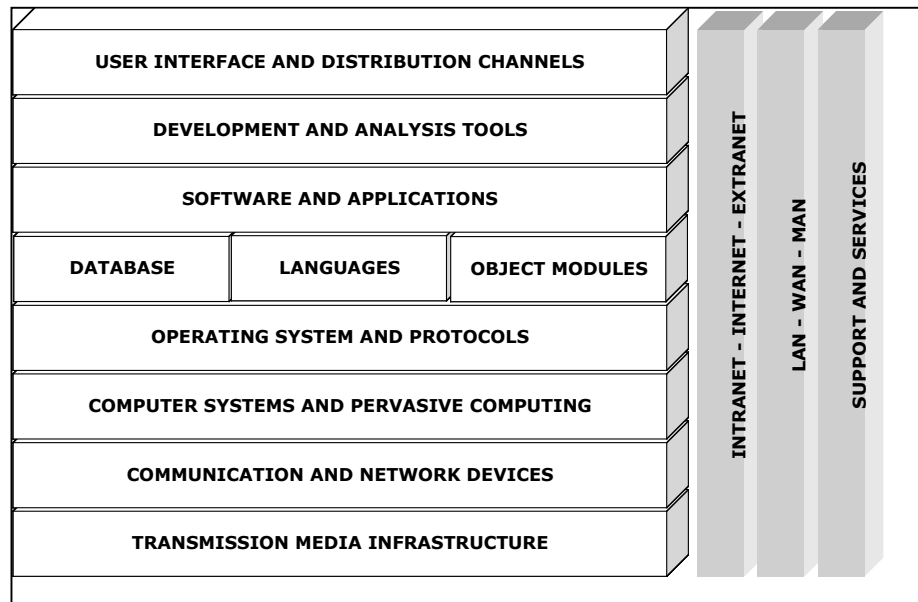 USER INTERFACE AND DISTRIBUTION CHANNELS
DEVELOPMENT AND ANALYSIS TOOLS
SOFTWARE AND APPLICATIONS
DATABASE
LANGUAGES
OBJECT MODULES
OPERATING SYSTEM AND PROTOCOLS
COMPUTER SYSTEMS AND PERVASIVE COMPUTING
COMMUNICATION AND NETWORK DEVICES
TRANSMISSION MEDIA INFRASTRUCTURE
INTRANET - INTERNET - EXTRANET
LAN - WAN - MAN
SUPPORT AND SERVICES